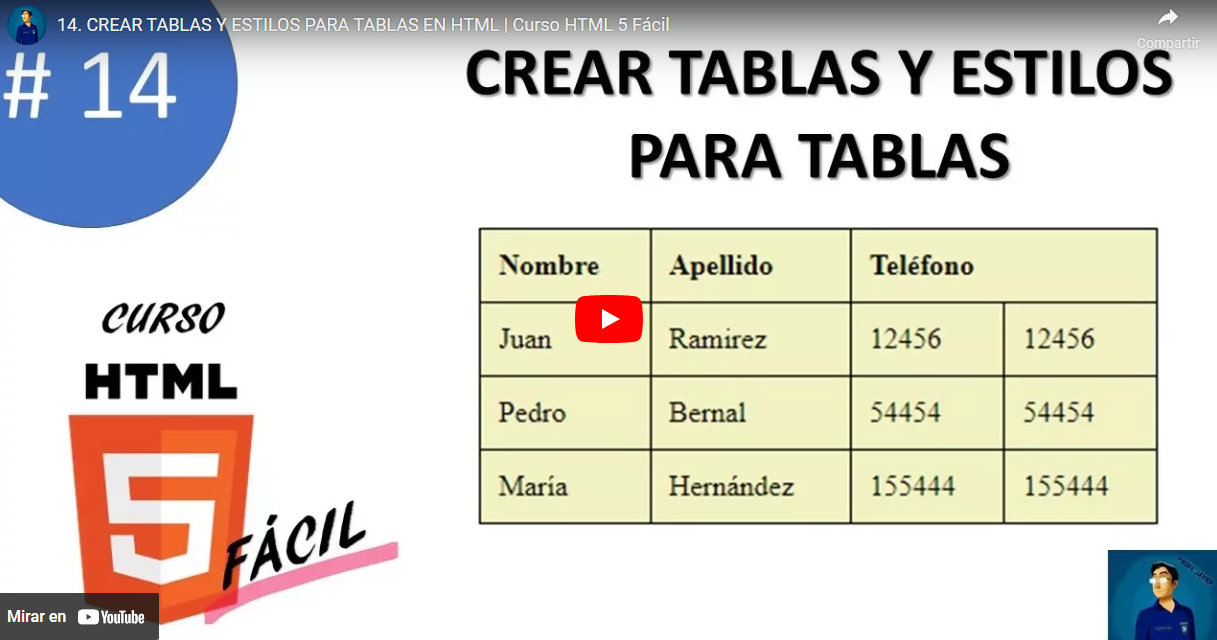 14. CREAR TABLAS Y ESTILOS PARA TABLAS EN HTML | Curso HTML 5 Fácil
Compartir
# 14
CREAR TABLAS Y ESTILOS
PARA TABLAS
Nombre Apellido Teléfono
Juan Ramirez 12456 12456
Pedro Bernal 54454 54454
María Hernández 155444 155444
CURSO
HTML
5
FÁCIL
Mirar en YouTube
PROFE JAVIER